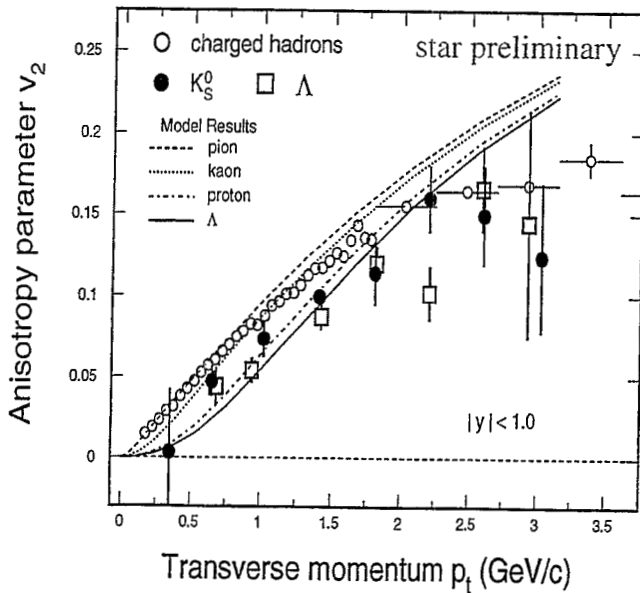 0.25
0.2
0.15
0.1
0.05
0
Anisotropy parameter v₂
charged hadrons
star preliminary
K⁰S
Λ
Model Results
pion
kaon
proton
Λ
|y| < 1.0
0 0.5 1 1.5 2 2.5 3 3.5
Transverse momentum pₜ (GeV/c)